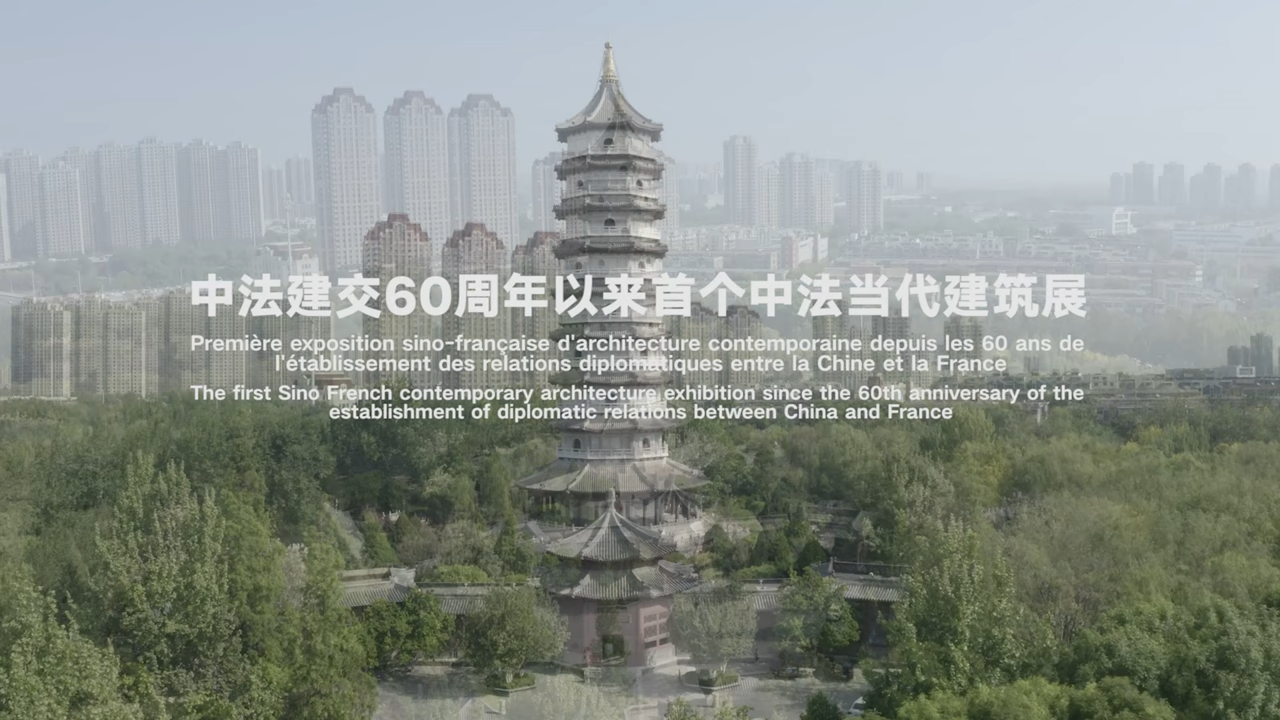 中法建交60周年以来首个中法当代建筑展
Première exposition sino-française d'architecture contemporaine depuis les 60 ans de
l'établissement des relations diplomatiques entre la Chine et la France
The first Sino French contemporary architecture exhibition since the 60th anniversary of the
establishment of diplomatic relations between China and France